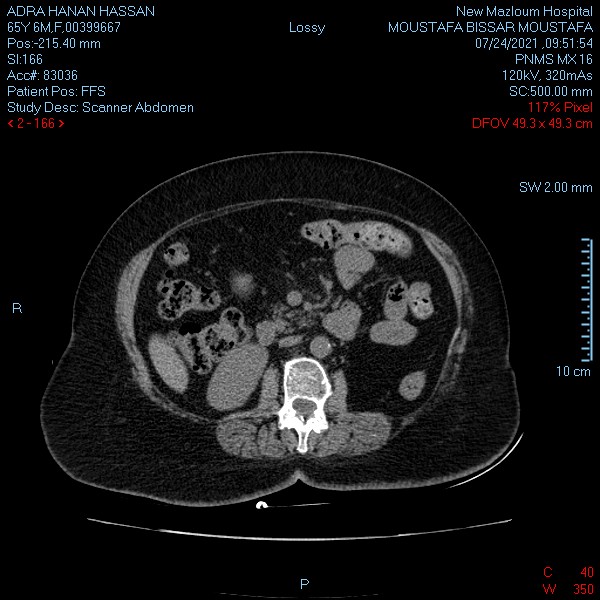 ADRA HANAN HASSAN
65Y 6M,F,00399667
Pos:-215.40 mm
SI:166
Acc#: 83036
Patient Pos: FFS
Study Desc: Scanner Abdomen
< 2 - 166 >
Lossy
New Mazloum Hospital
MOUSTAFA BISSAR MOUSTAFA
07/24/2021 ,09:51:54
PNMS MX 16
120kV, 320mAs
SC:500.00 mm
117% Pixel
DFOV 49.3 x 49.3 cm
SW 2.00 mm
R
10 cm
P
C 40
W 350